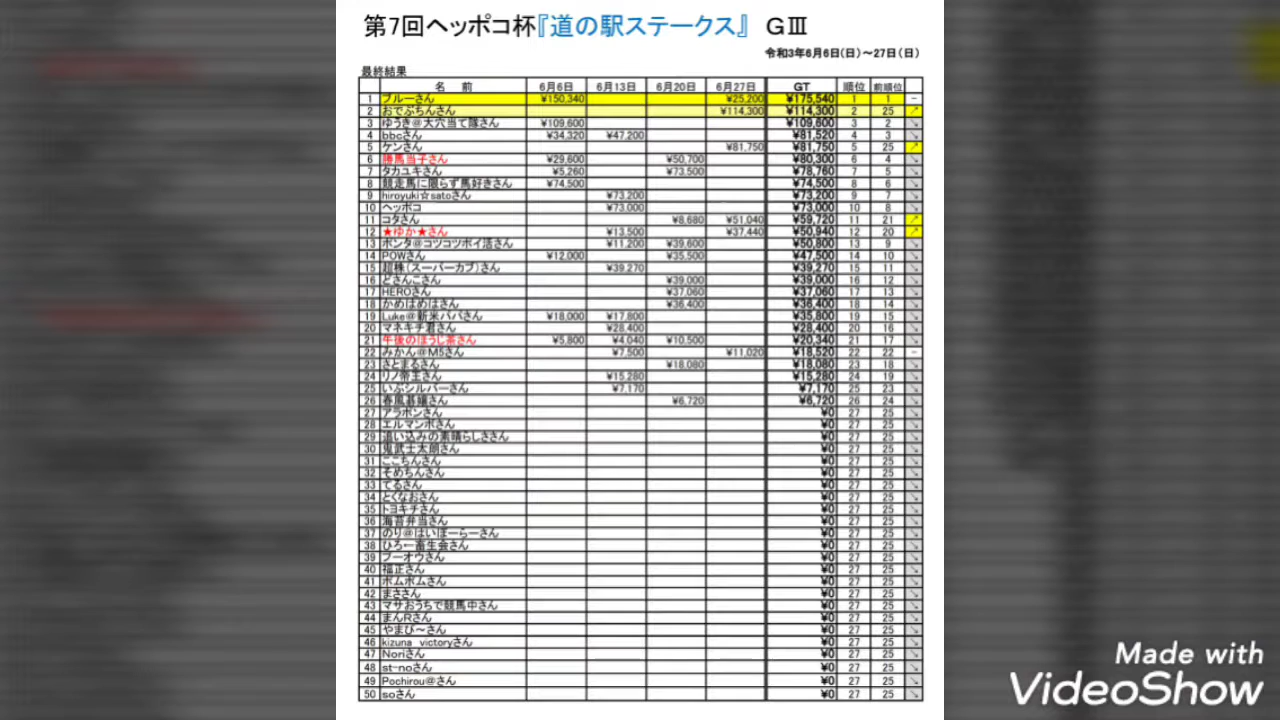 第7回ヘッポコ杯『道の駅ステークス』 GⅢ
令和3年6月6日(日)～27日(日)
最終結果
名 前 6月6日 6月13日 6月20日 6月27日 GT 順位 前順位
1 ブルーさん ¥150,340 ¥25,200 ¥175,540 1 1 −
2 おでぶちんさん ¥114,300 ¥114,300 2 25 ↗
3 ゆうき@大穴当て隊さん ¥109,600 ¥109,600 3 2 ↘
4 bbcさん ¥34,320 ¥47,200 ¥81,520 4 3 ↘
5 ケンさん ¥81,750 ¥81,750 5 25 ↗
6 勝馬当子さん ¥29,600 ¥50,700 ¥80,300 6 4 ↘
7 タカユキさん ¥5,260 ¥73,500 ¥78,760 7 5 ↘
8 競走馬に限らず馬好きさん ¥74,500 ¥74,500 8 6 ↘
9 hiroyuki☆satoさん ¥73,200 ¥73,200 9 7 ↘
10 ヘッポコ ¥73,000 ¥73,000 10 8 ↘
11 コタさん ¥8,680 ¥51,040 ¥59,720 11 21 ↗
12 ★ゆか★さん ¥13,500 ¥37,440 ¥50,940 12 20 ↗
13 ポンタ@コツコツポイ活さん ¥11,200 ¥39,600 ¥50,800 13 9 ↘
14 POWさん ¥12,000 ¥35,500 ¥47,500 14 10 ↘
15 超株(スーパーカブ)さん ¥39,270 ¥39,270 15 11 ↘
16 どさんこさん ¥39,000 ¥39,000 16 12 ↘
17 HEROさん ¥37,060 ¥37,060 17 13 ↘
18 かめはめはさん ¥36,400 ¥36,400 18 14 ↘
19 Luke@新米パパさん ¥18,000 ¥17,800 ¥35,800 19 15 ↘
20 マネキチ君さん ¥28,400 ¥28,400 20 16 ↘
21 午後のほうじ茶さん ¥5,800 ¥4,040 ¥10,500 ¥20,340 21 17 ↘
22 みかん@M5さん ¥7,500 ¥11,020 ¥18,520 22 22 −
23 さとまるさん ¥18,080 ¥18,080 23 18 ↘
24 リノ帝王さん ¥15,280 ¥15,280 24 19 ↘
25 いぶシルバーさん ¥7,170 ¥7,170 25 23 ↘
26 春風甚嬢さん ¥6,720 ¥6,720 26 24 ↘
27 アラボンさん ¥0 27 25 ↘
28 エルマンボさん ¥0 27 25 ↘
29 追い込みの素晴らしささん ¥0 27 25 ↘
30 鬼武士太朗さん ¥0 27 25 ↘
31 ここちんさん ¥0 27 25 ↘
32 そめちんさん ¥0 27 25 ↘
33 てるさん ¥0 27 25 ↘
34 とくなおさん ¥0 27 25 ↘
35 トヨキチさん ¥0 27 25 ↘
36 海苔弁当さん ¥0 27 25 ↘
37 のり@はいぽーらーさん ¥0 27 25 ↘
38 ひろー畜生会さん ¥0 27 25 ↘
39 プーオウさん ¥0 27 25 ↘
40 福正さん ¥0 27 25 ↘
41 ポムポムさん ¥0 27 25 ↘
42 まささん ¥0 27 25 ↘
43 マサおうちで競馬中さん ¥0 27 25 ↘
44 まんRさん ¥0 27 25 ↘
45 やまぴ～さん ¥0 27 25 ↘
46 kizuna victoryさん ¥0 27 25 ↘
47 Noriさん ¥0 27 25 ↘
48 st-noさん ¥0 27 25 ↘
49 Pochirou@さん ¥0 27 25 ↘
50 soさん ¥0 27 25 ↘
Made with
VideoShow